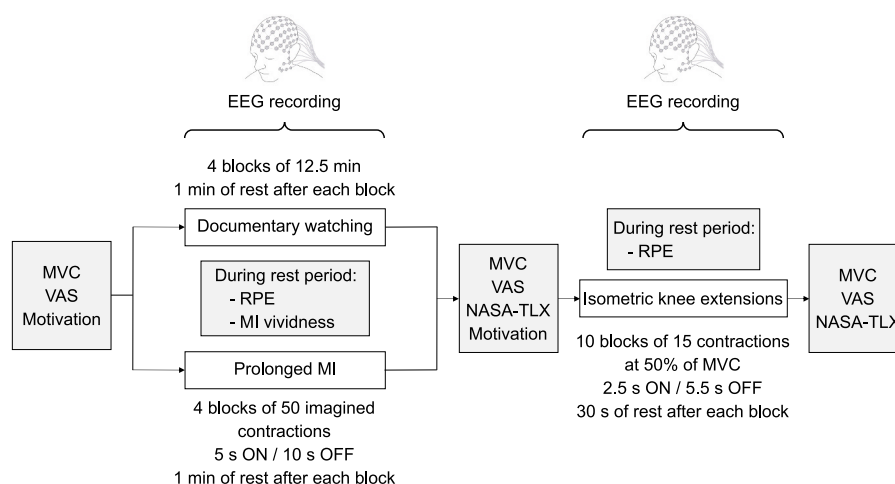 EEG recording
EEG recording
4 blocks of 12.5 min
1 min of rest after each block
Documentary watching
During rest period:
- RPE
- MI vividness
Prolonged MI
4 blocks of 50 imagined
contractions
5 s ON / 10 s OFF
1 min of rest after each block
MVC
VAS
Motivation
MVC
VAS
NASA-TLX
Motivation
During rest period:
- RPE
Isometric knee extensions
10 blocks of 15 contractions
at 50% of MVC
2.5 s ON / 5.5 s OFF
30 s of rest after each block
MVC
VAS
NASA-TLX